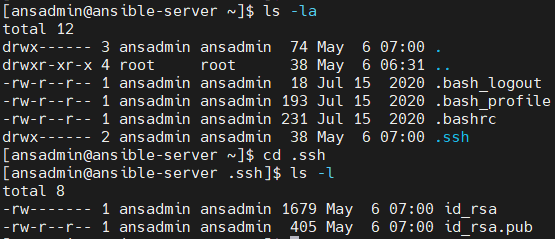 [ansadmin@ansible-server ~]$ ls -la
total 12
drwx------ 3 ansadmin ansadmin  74 May  6 07:00 .
drwxr-xr-x 4 root     root      38 May  6 06:31 ..
-rw-r--r-- 1 ansadmin ansadmin  18 Jul 15  2020 .bash_logout
-rw-r--r-- 1 ansadmin ansadmin 193 Jul 15  2020 .bash_profile
-rw-r--r-- 1 ansadmin ansadmin 231 Jul 15  2020 .bashrc
drwx------ 2 ansadmin ansadmin  38 May  6 07:00 .ssh
[ansadmin@ansible-server ~]$ cd .ssh
[ansadmin@ansible-server .ssh]$ ls -l
total 8
-rw------- 1 ansadmin ansadmin 1679 May  6 07:00 id_rsa
-rw-r--r-- 1 ansadmin ansadmin  405 May  6 07:00 id_rsa.pub